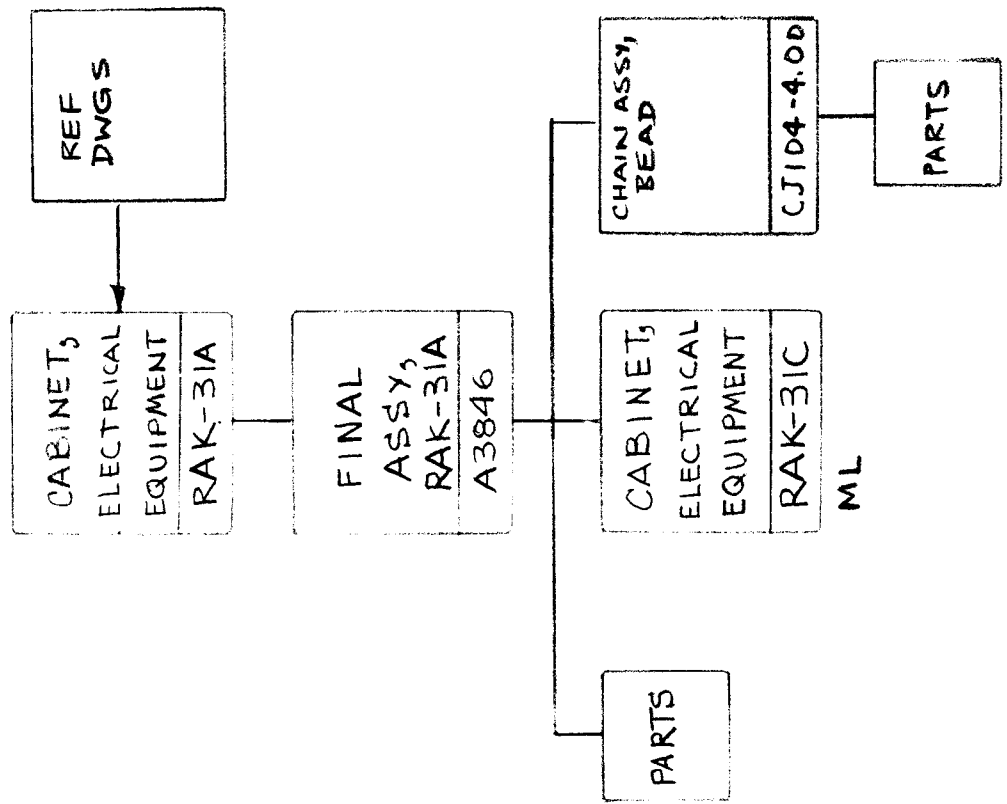 REF
DWGS
CABINET,
ELECTRICAL
EQUIPMENT
RAK-31A
FINAL
ASSY,
RAK-31A
A3846
PARTS
CABINET,
ELECTRICAL
EQUIPMENT
RAK-31C
ML
CHAIN ASSY,
BEAD
CJ104-4.0D
PARTS